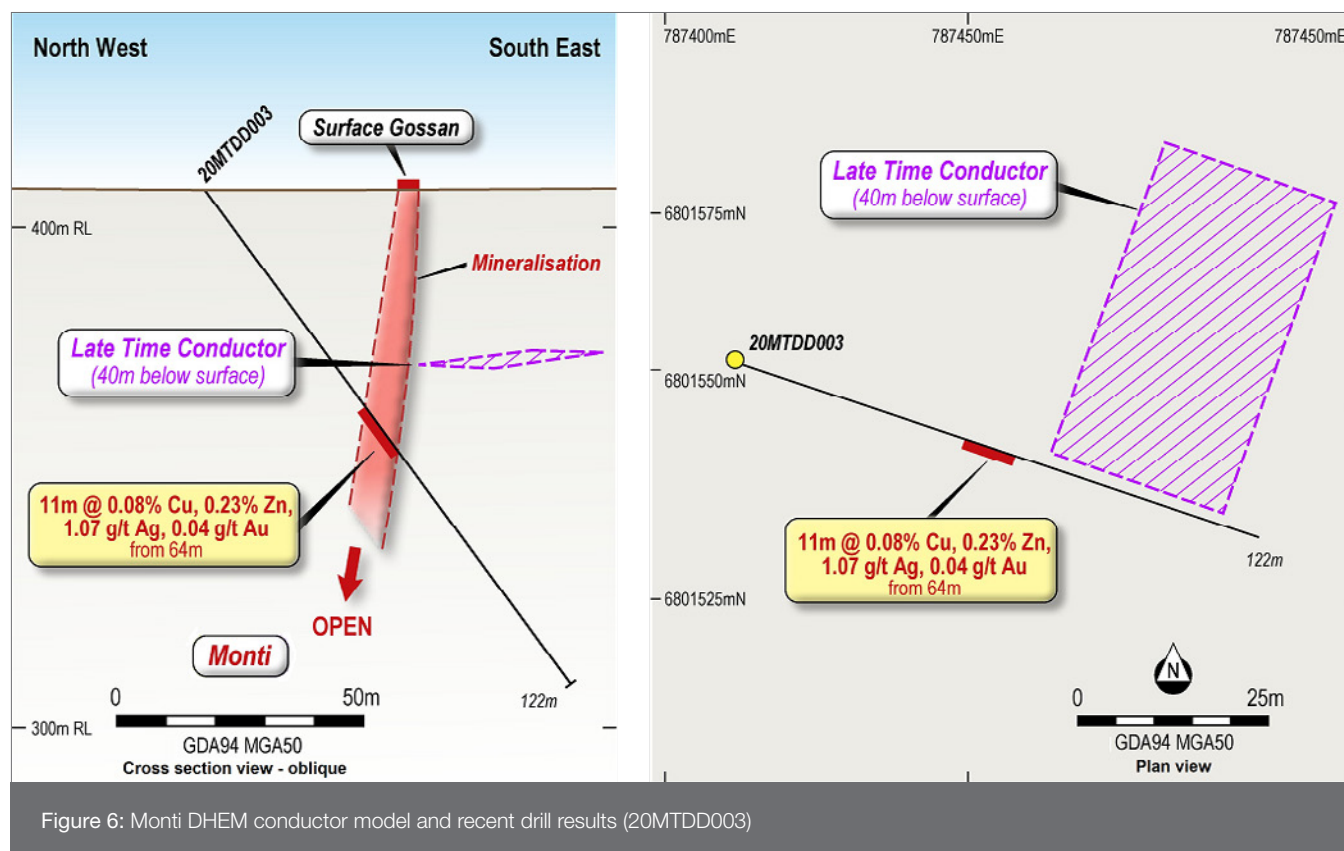 North West
South East
20MTDD003
Surface Gossan
400m RL
Mineralisation
Late Time Conductor
(40m below surface)
11m @ 0.08% Cu, 0.23% Zn,
1.07 g/t Ag, 0.04 g/t Au
from 64m
OPEN
Monti
122m
0
50m
300m RL
GDA94 MGA50
Cross section view - oblique
787400mE
787450mE
787450mE
Late Time Conductor
(40m below surface)
6801575mN
20MTDD003
6801550mN
11m @ 0.08% Cu, 0.23% Zn,
1.07 g/t Ag, 0.04 g/t Au
from 64m
122m
6801525mN
N
0
25m
GDA94 MGA50
Plan view
Figure 6: Monti DHEM conductor model and recent drill results (20MTDD003)